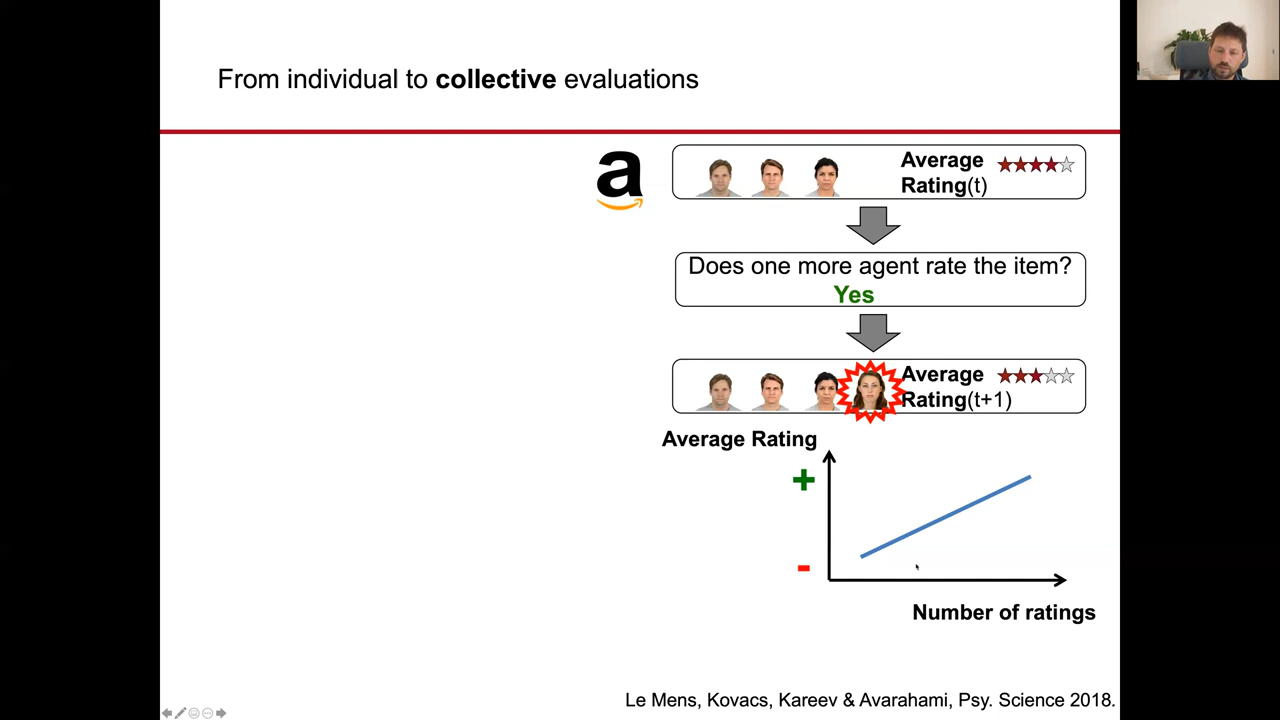 From individual to collective evaluations
a
Average
Rating(t)
Does one more agent rate the item?
Yes
Average
Rating(t+1)
Average Rating
+
-
Number of ratings
Le Mens, Kovacs, Kareev & Avarahami, Psy. Science 2018.